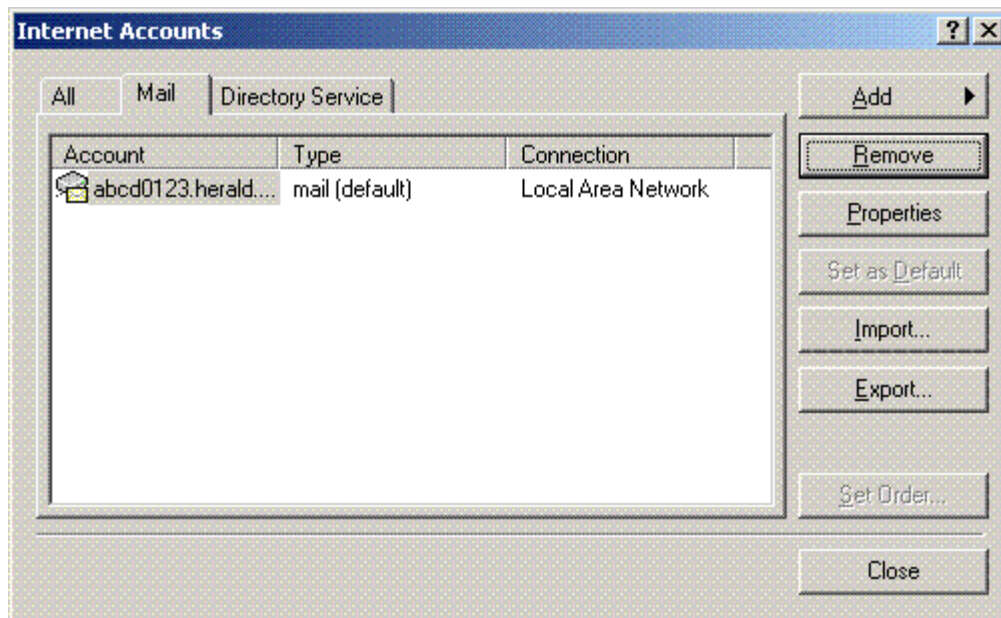 Internet Accounts
All Mail Directory Service
Add
Account Type Connection
Remove
abcd0123.herald.... mail (default) Local Area Network
Properties
Set as Default
Import...
Export...
Set Order...
Close